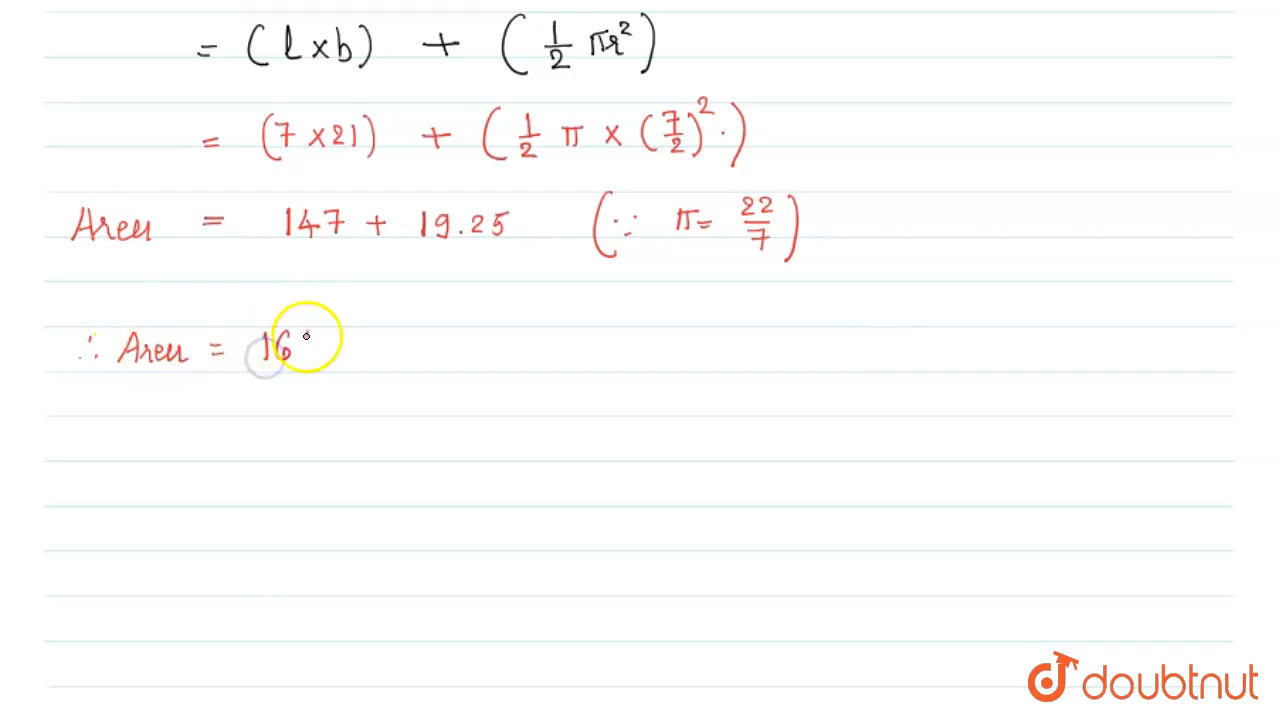 = (l×b) + (1/2 πr²)
= (7×21) + (1/2 π × (7/2)².)
Area = 147 + 19.25 (∵ π= 22/7)
∴ Area = 16
doubtnut